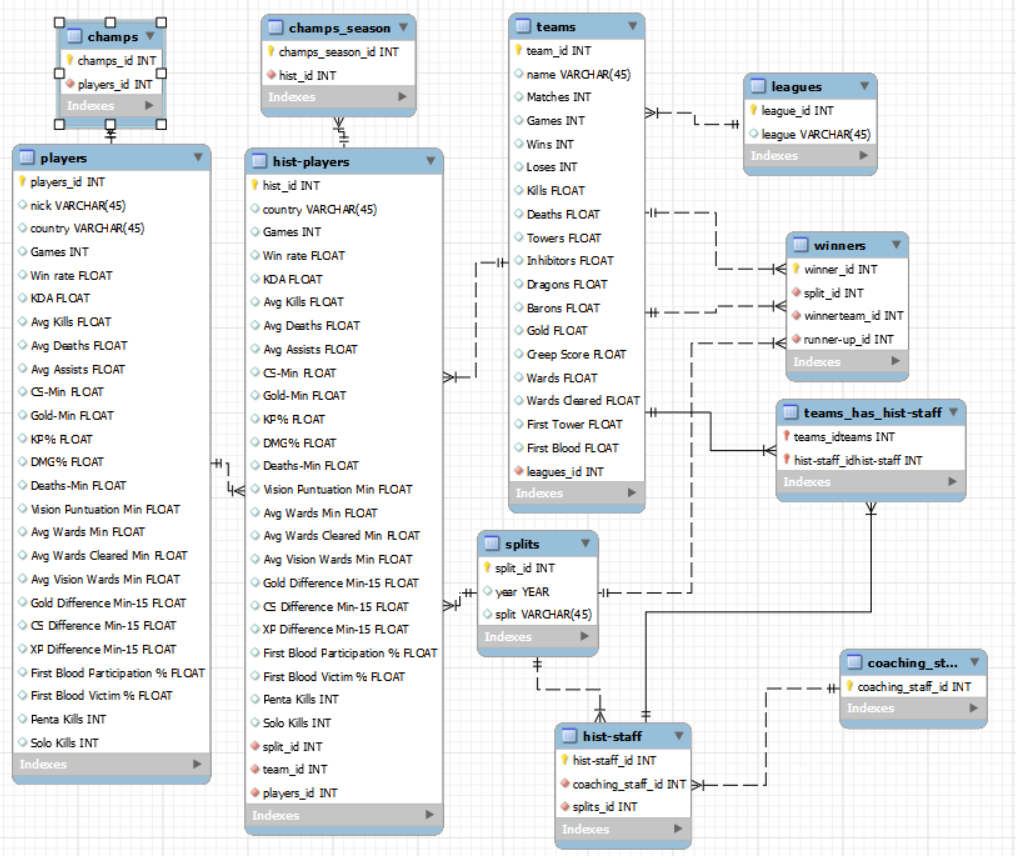 champs
champs_id INT
players_id INT
Indexes
champs_season
champs_season_id INT
hist_id INT
Indexes
teams
team_id INT
name VARCHAR(45)
Matches INT
Games INT
Wins INT
Loses INT
Kills FLOAT
Deaths FLOAT
Towers FLOAT
Inhibitors FLOAT
Dragons FLOAT
Barons FLOAT
Gold FLOAT
Creep Score FLOAT
Wards FLOAT
Wards Cleared FLOAT
First Tower FLOAT
First Blood FLOAT
leagues_id INT
Indexes
leagues
league_id INT
league VARCHAR(45)
Indexes
players
players_id INT
nick VARCHAR(45)
country VARCHAR(45)
Games INT
Win rate FLOAT
KDA FLOAT
Avg Kills FLOAT
Avg Deaths FLOAT
Avg Assists FLOAT
CS-Min FLOAT
Gold-Min FLOAT
KP% FLOAT
DMG% FLOAT
Deaths-Min FLOAT
Vision Puntuation Min FLOAT
Avg Wards Min FLOAT
Avg Wards Cleared Min FLOAT
Avg Vision Wards Min FLOAT
Gold Difference Min-15 FLOAT
CS Difference Min-15 FLOAT
XP Difference Min-15 FLOAT
First Blood Participation % FLOAT
First Blood Victim % FLOAT
Penta Kills INT
Solo Kills INT
Indexes
hist-players
hist_id INT
country VARCHAR(45)
Games INT
Win rate FLOAT
KDA FLOAT
Avg Kills FLOAT
Avg Deaths FLOAT
Avg Assists FLOAT
CS-Min FLOAT
Gold-Min FLOAT
KP% FLOAT
DMG% FLOAT
Deaths-Min FLOAT
Vision Puntuation Min FLOAT
Avg Wards Min FLOAT
Avg Wards Cleared Min FLOAT
Avg Vision Wards Min FLOAT
Gold Difference Min-15 FLOAT
CS Difference Min-15 FLOAT
XP Difference Min-15 FLOAT
First Blood Participation % FLOAT
First Blood Victim % FLOAT
Penta Kills INT
Solo Kills INT
split_id INT
team_id INT
players_id INT
Indexes
winners
winner_id INT
split_id INT
winnerteam_id INT
runner-up_id INT
Indexes
teams_has_hist-staff
teams_idteams INT
hist-staff_idhist-staff INT
Indexes
splits
split_id INT
year YEAR
split VARCHAR(45)
Indexes
coaching_st...
coaching_staff_id INT
Indexes
hist-staff
hist-staff_id INT
coaching_staff_id INT
splits_id INT
Indexes